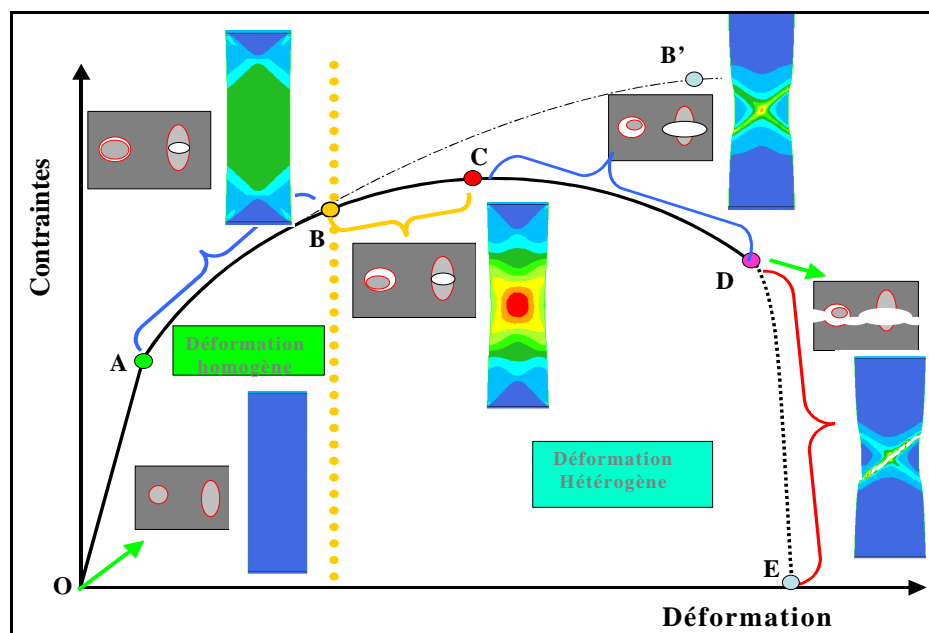 Contraintes
B'
C
B
D
A
Déformation
homogène
Déformation
Hétérogène
O
E
Déformation